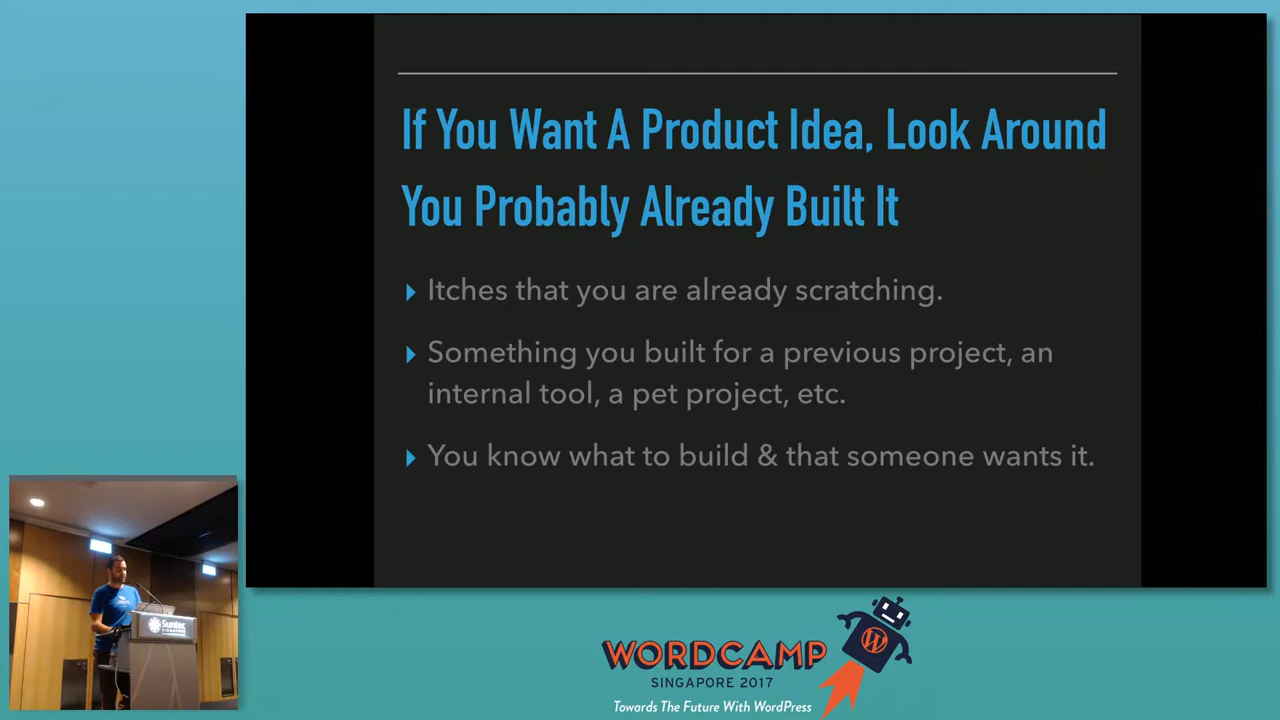 If You Want A Product Idea, Look Around
You Probably Already Built It
Itches that you are already scratching.
Something you built for a previous project, an
internal tool, a pet project, etc.
You know what to build & that someone wants it.
Suntec
SINGAPORE
WORDCAMP
SINGAPORE 2017
Towards The Future With WordPress